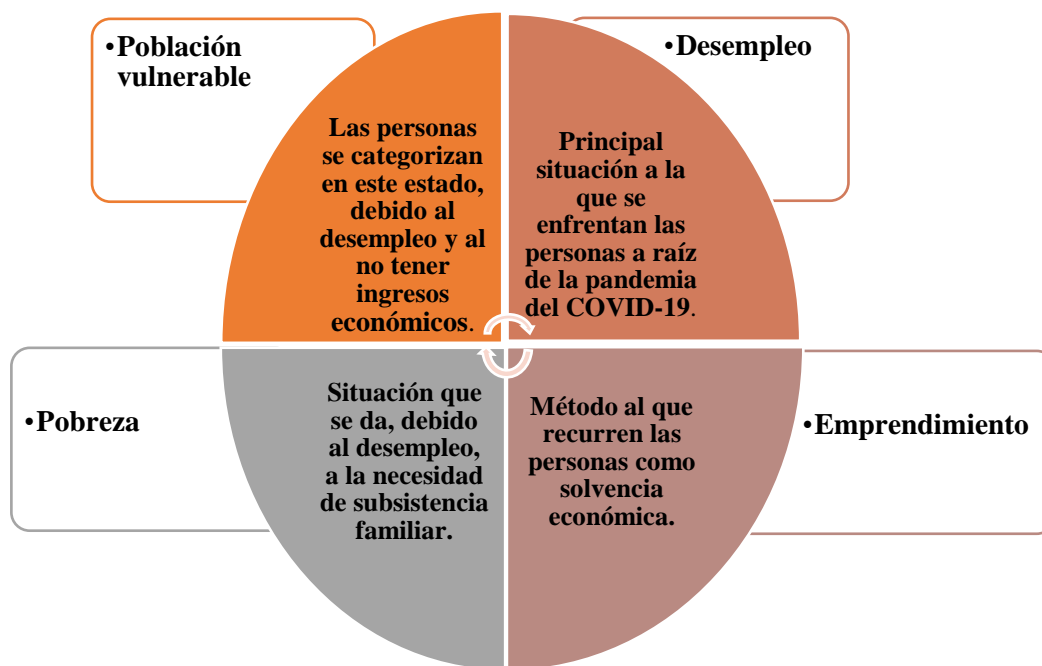 •Población
vulnerable
Las personas
se categorizan
en este estado,
debido al
desempleo y al
no tener
ingresos
económicos.
•Desempleo
Principal
situación a la
que se
enfrentan las
personas a raíz
de la pandemia
del COVID-19.
•Pobreza
Situación que
se da, debido
al desempleo,
a la necesidad
de subsistencia
familiar.
Método al que
recurren las
personas como
solvencia
económica.
•Emprendimiento